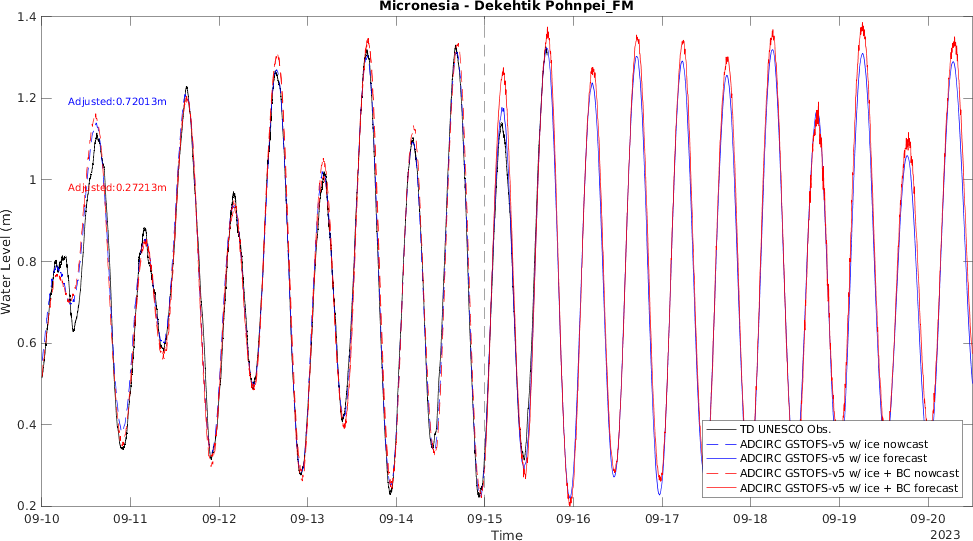 Micronesia - Dekehtik Pohnpei_FM
1.4
1.2
1
0.8
0.6
0.4
0.2
Water Level (m)
Adjusted:0.72013m
Adjusted:0.27213m
TD UNESCO Obs.
ADCIRC GSTOFS-v5 w/ ice nowcast
ADCIRC GSTOFS-v5 w/ ice forecast
ADCIRC GSTOFS-v5 w/ ice + BC nowcast
ADCIRC GSTOFS-v5 w/ ice + BC forecast
09-10 09-11 09-12 09-13 09-14 09-15 09-16 09-17 09-18 09-19 09-20
Time
2023